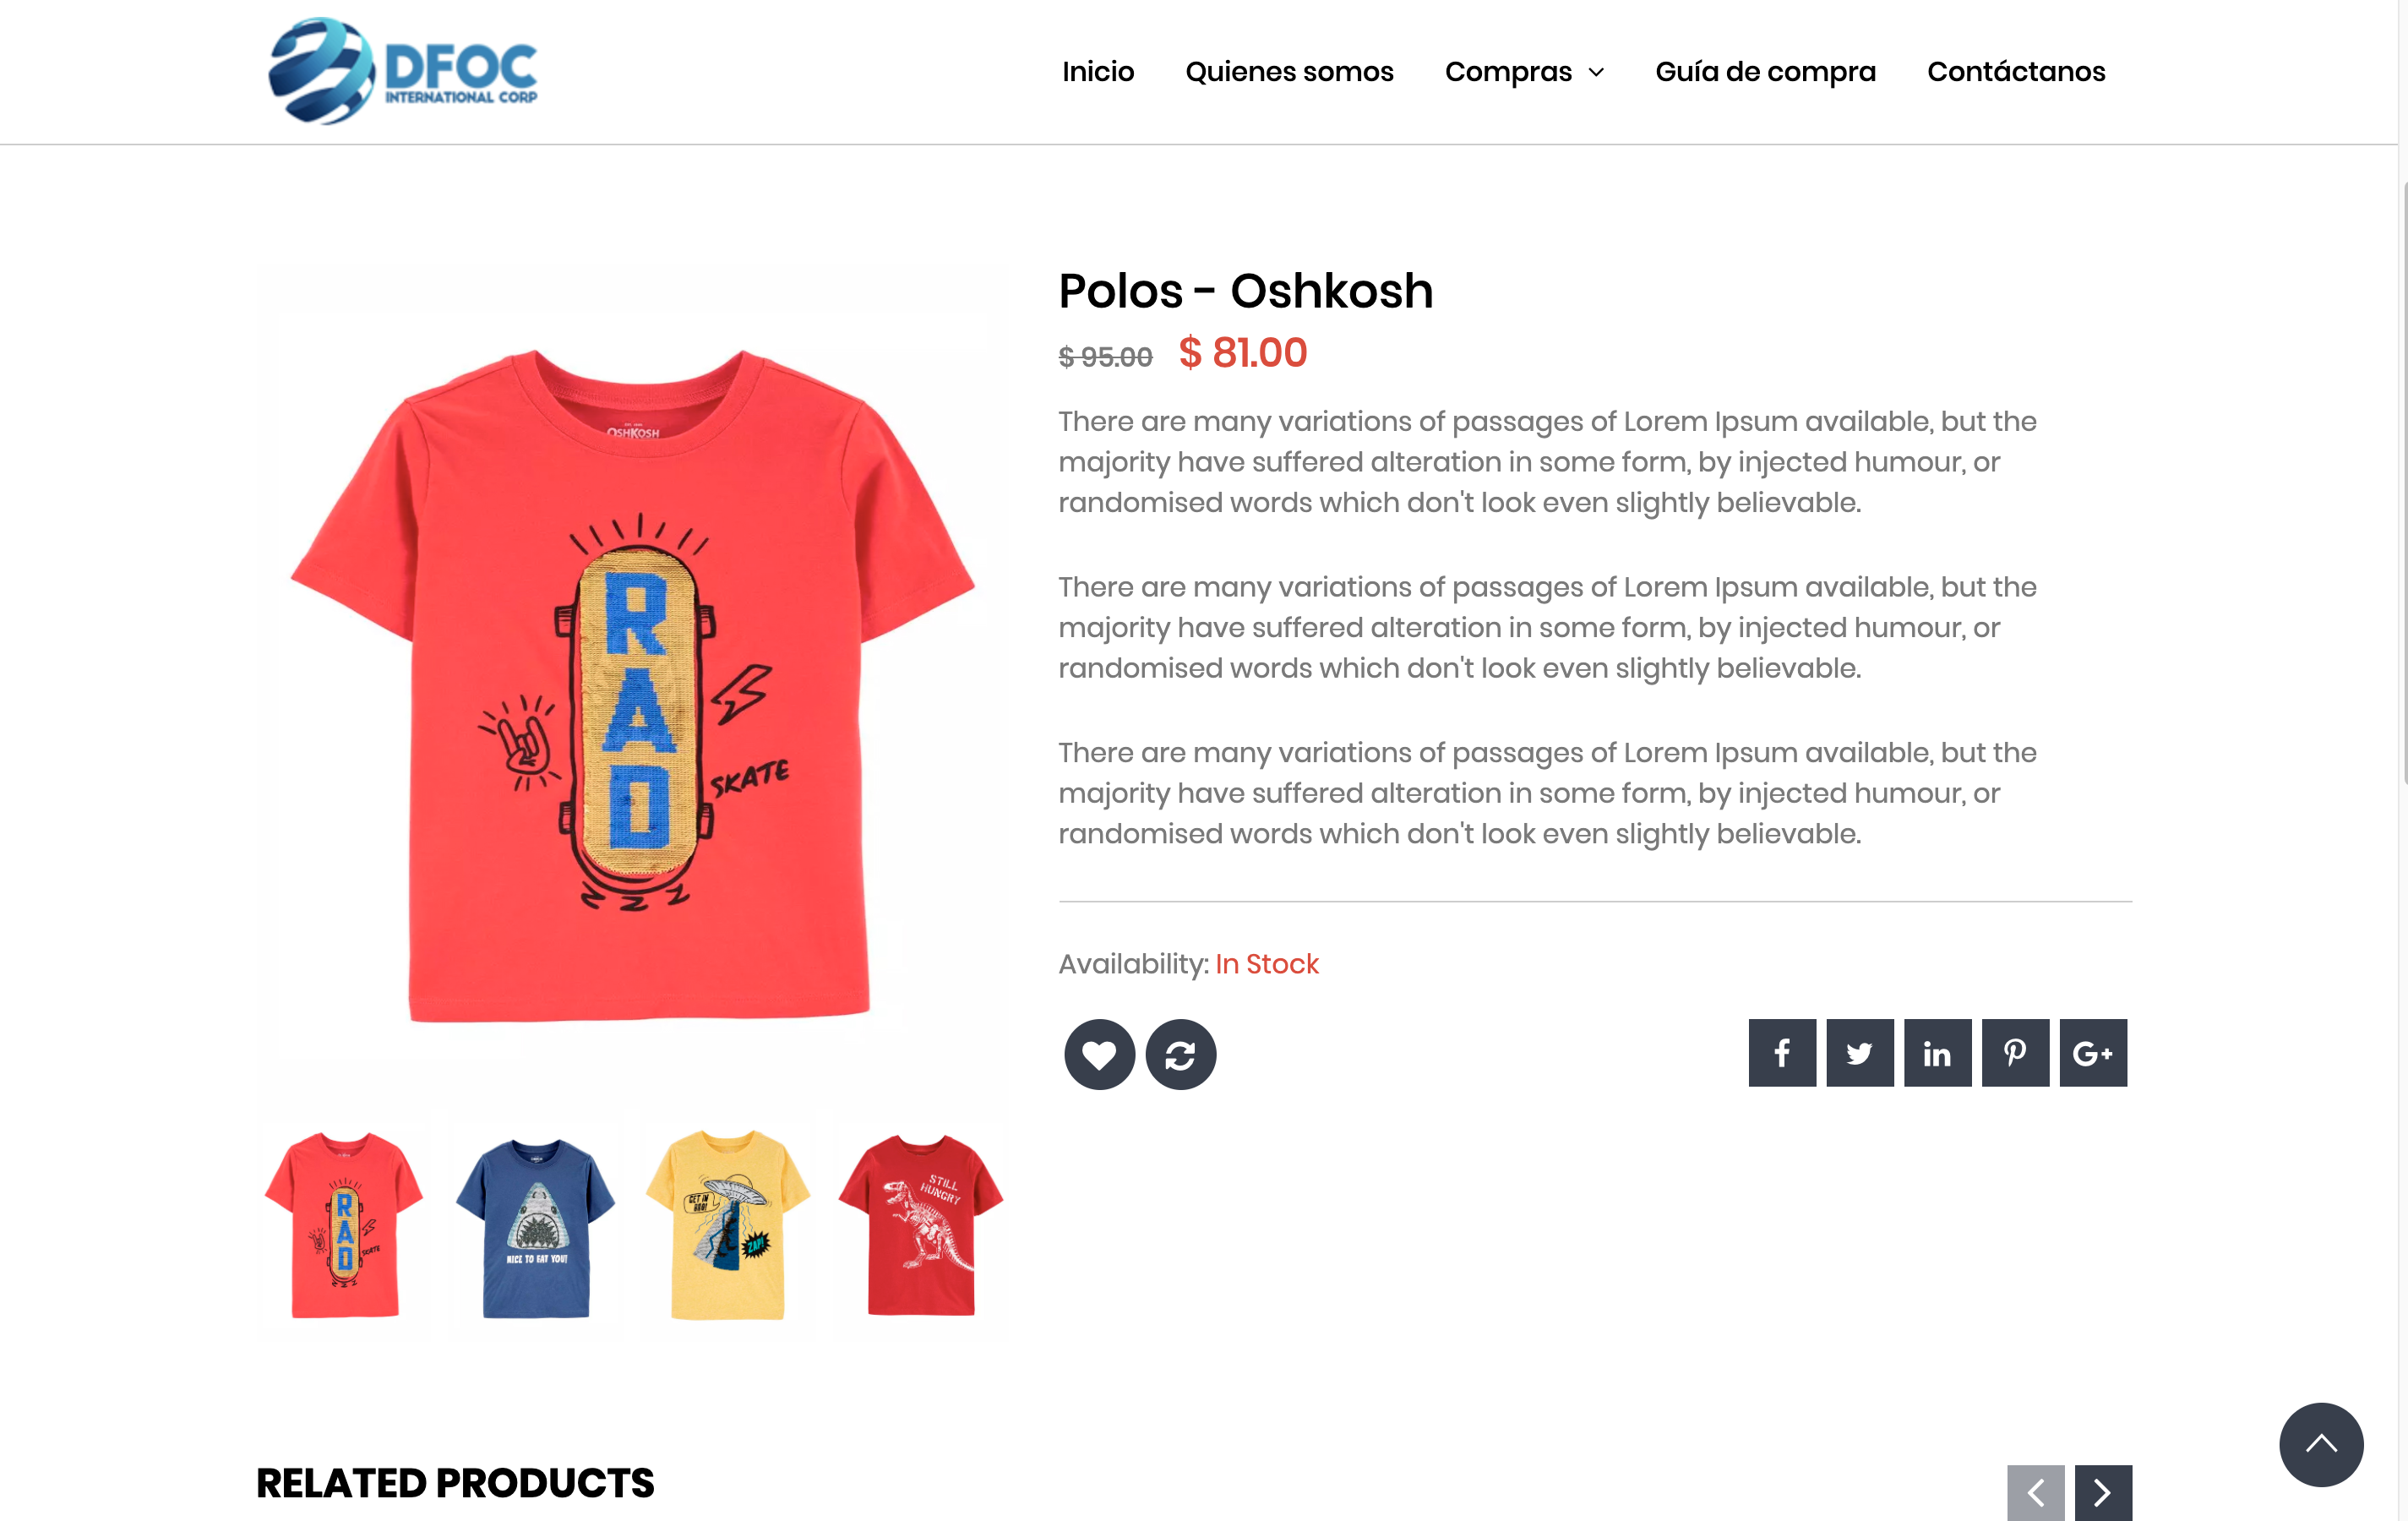 DFOC
INTERNATIONAL CORP
Inicio
Quienes somos
Compras
Guía de compra
Contáctanos
OSHKOSH
RAD
SKATE
Polos - Oshkosh
$ 95.00 $ 81.00
There are many variations of passages of Lorem Ipsum available, but the
majority have suffered alteration in some form, by injected humour, or
randomised words which don't look even slightly believable.
There are many variations of passages of Lorem Ipsum available, but the
majority have suffered alteration in some form, by injected humour, or
randomised words which don't look even slightly believable.
There are many variations of passages of Lorem Ipsum available, but the
majority have suffered alteration in some form, by injected humour, or
randomised words which don't look even slightly believable.
Availability: In Stock
f
in
G+
RAD
SKATE
NICE TO EAT YOU!
GET IN
ZAP!
STILL
HUNGRY
RELATED PRODUCTS